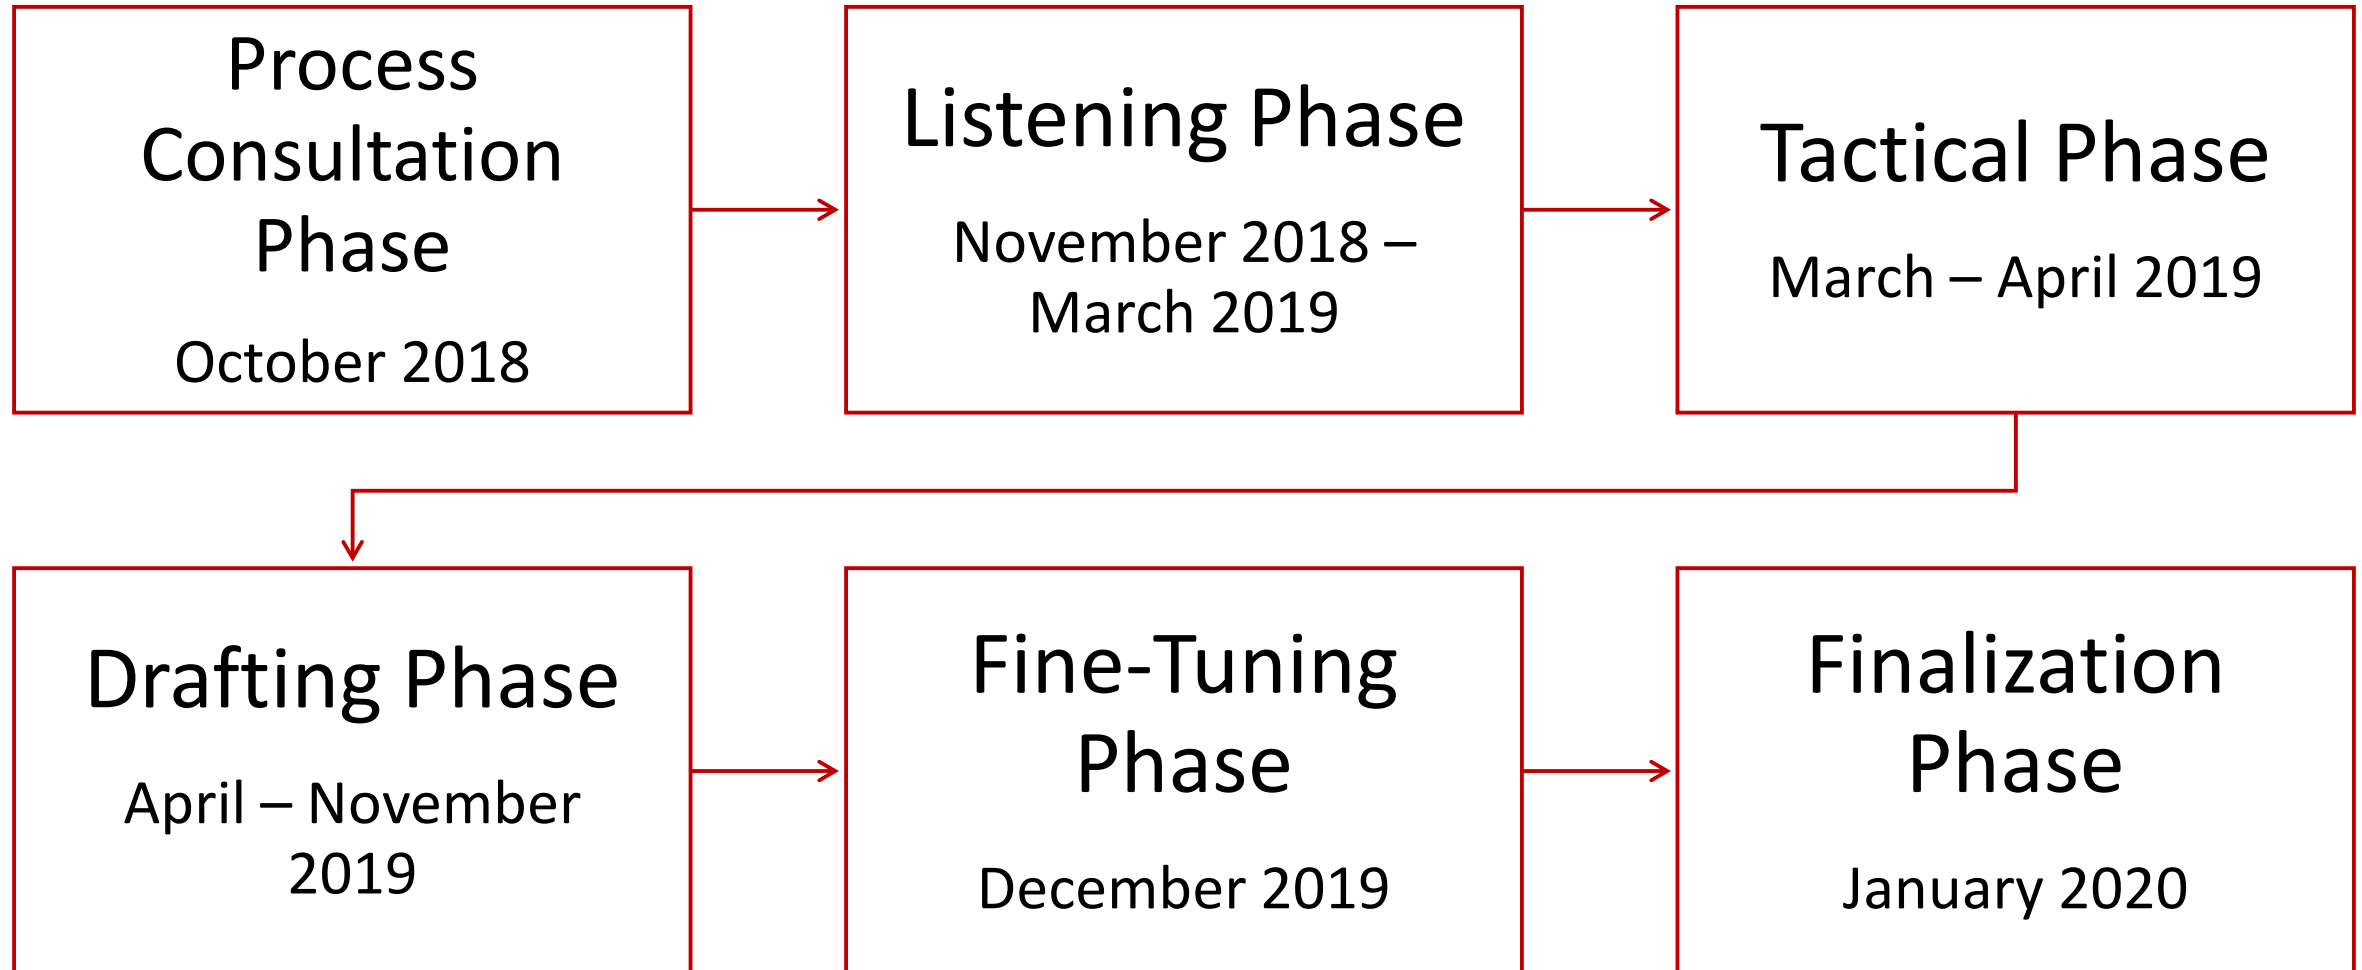 Process
Consultation
Phase
October 2018
Listening Phase
November 2018 –
March 2019
Tactical Phase
March – April 2019
Drafting Phase
April – November
2019
Fine-Tuning
Phase
December 2019
Finalization
Phase
January 2020